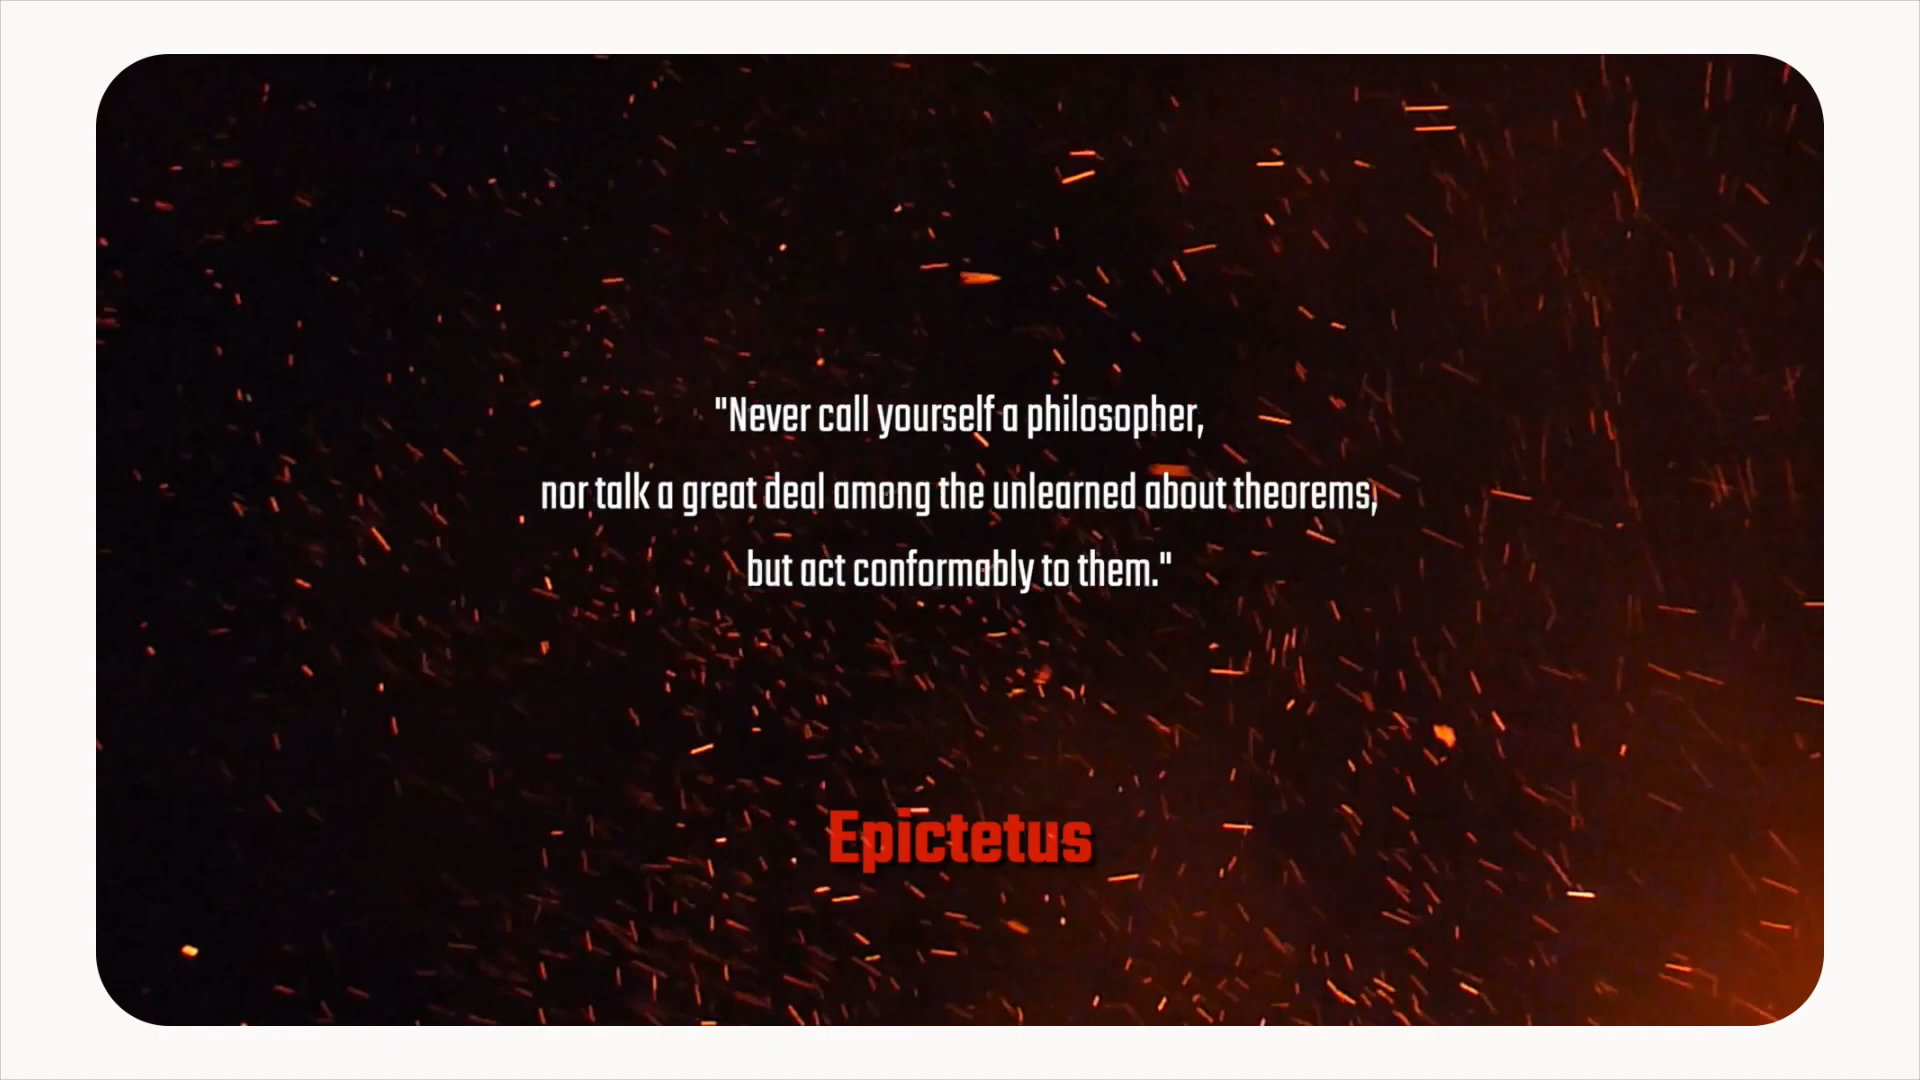 "Never call yourself a philosopher,
nor talk a great deal among the unlearned about theorems,
but act conformably to them."
Epictetus